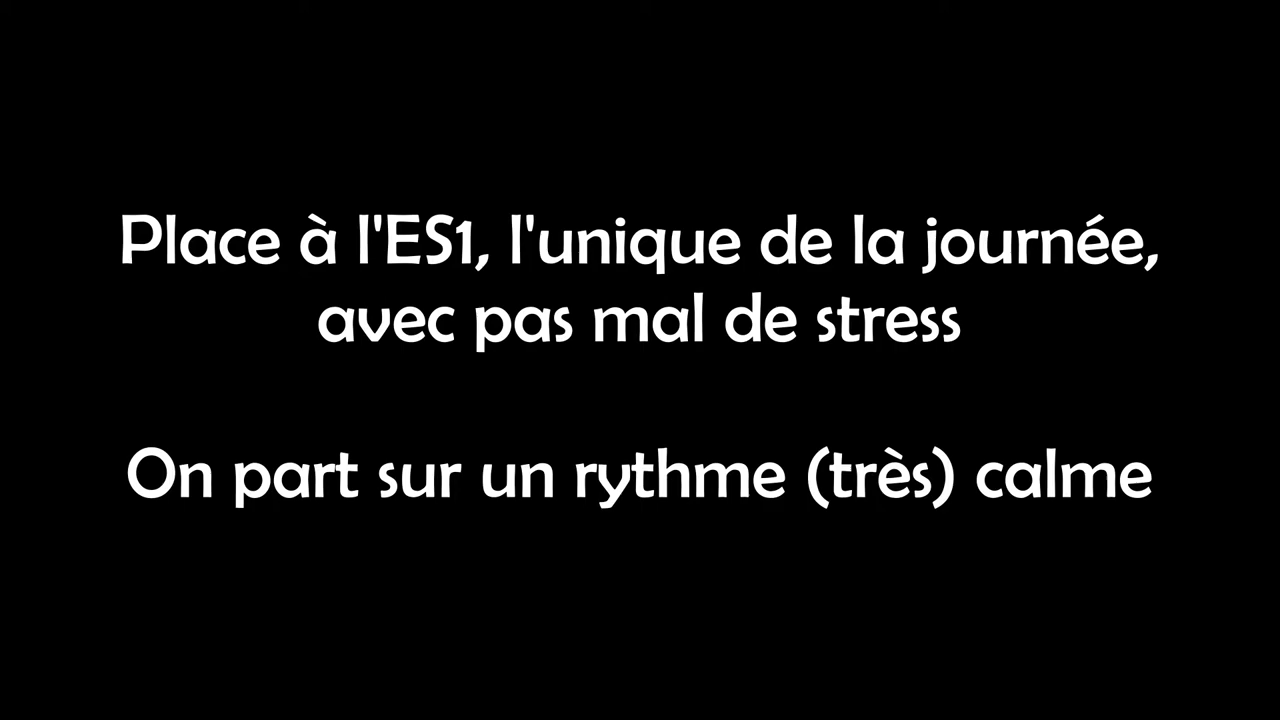 Place à l'ES1, l'unique de la journée,
avec pas mal de stress
On part sur un rythme (très) calme